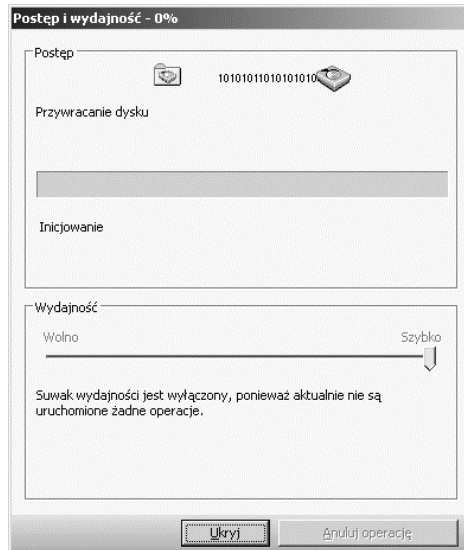 Postęp i wydajność - 0%
Postęp
10101011010101010
Przywracanie dysku
Inicjowanie
Wydajność
Wolno
Szybko
Suwak wydajności jest wyłączony, ponieważ aktualnie nie są
uruchomione żadne operacje.
Ukryj
Anuluj operację